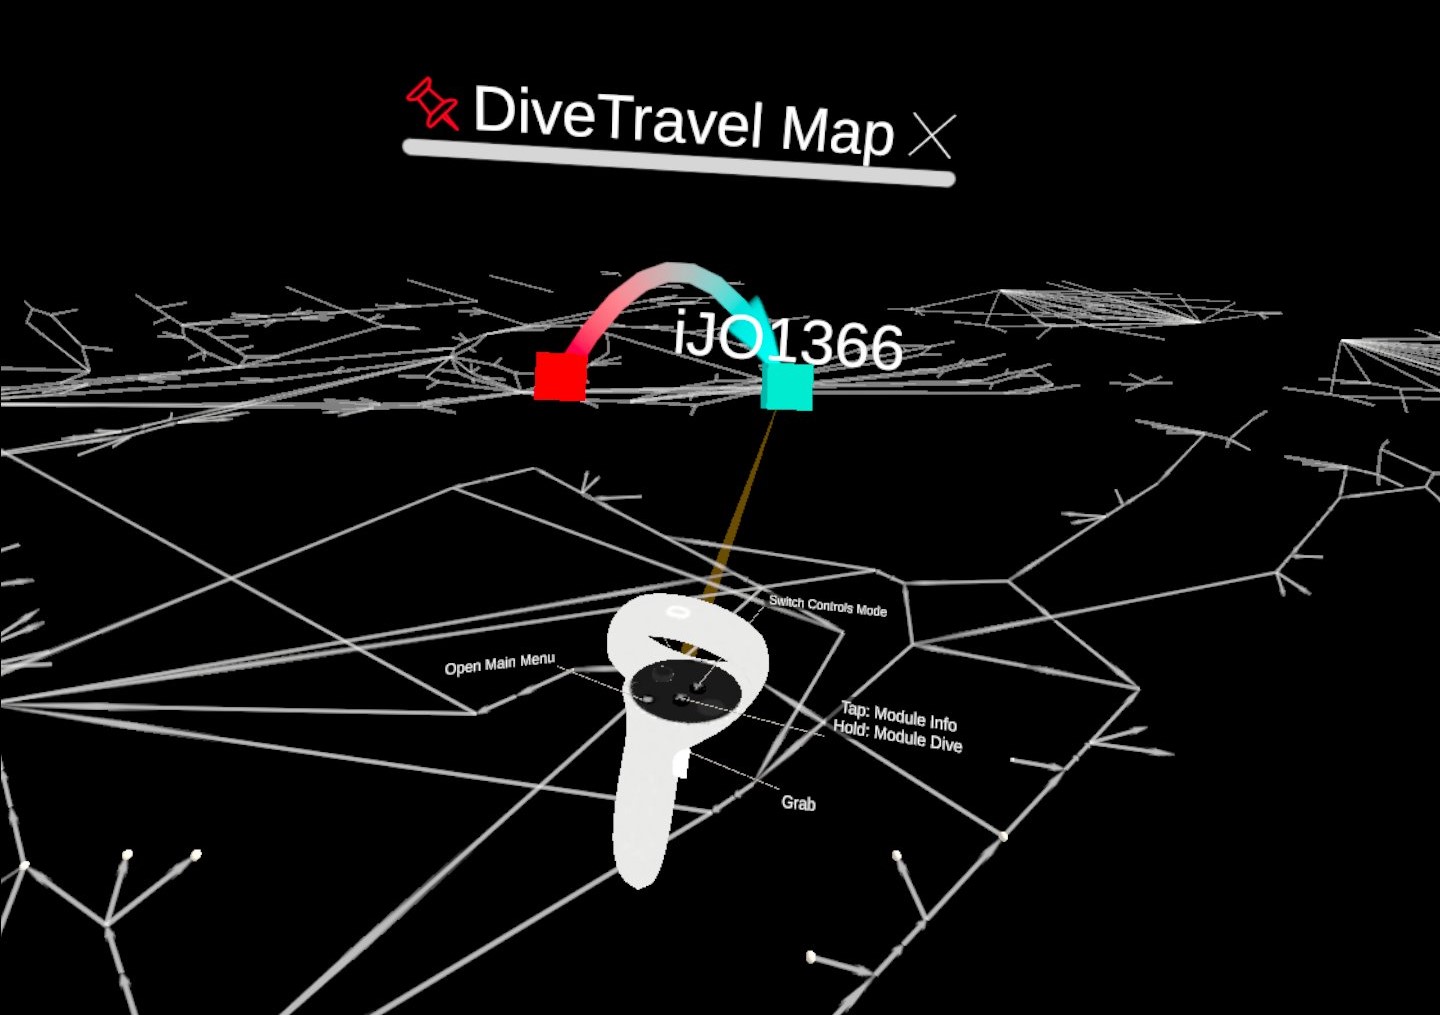 DiveTravel Map
iJO1366
Switch Controls Mode
Open Main Menu
Tap: Module Info
Hold: Module Dive
Grab